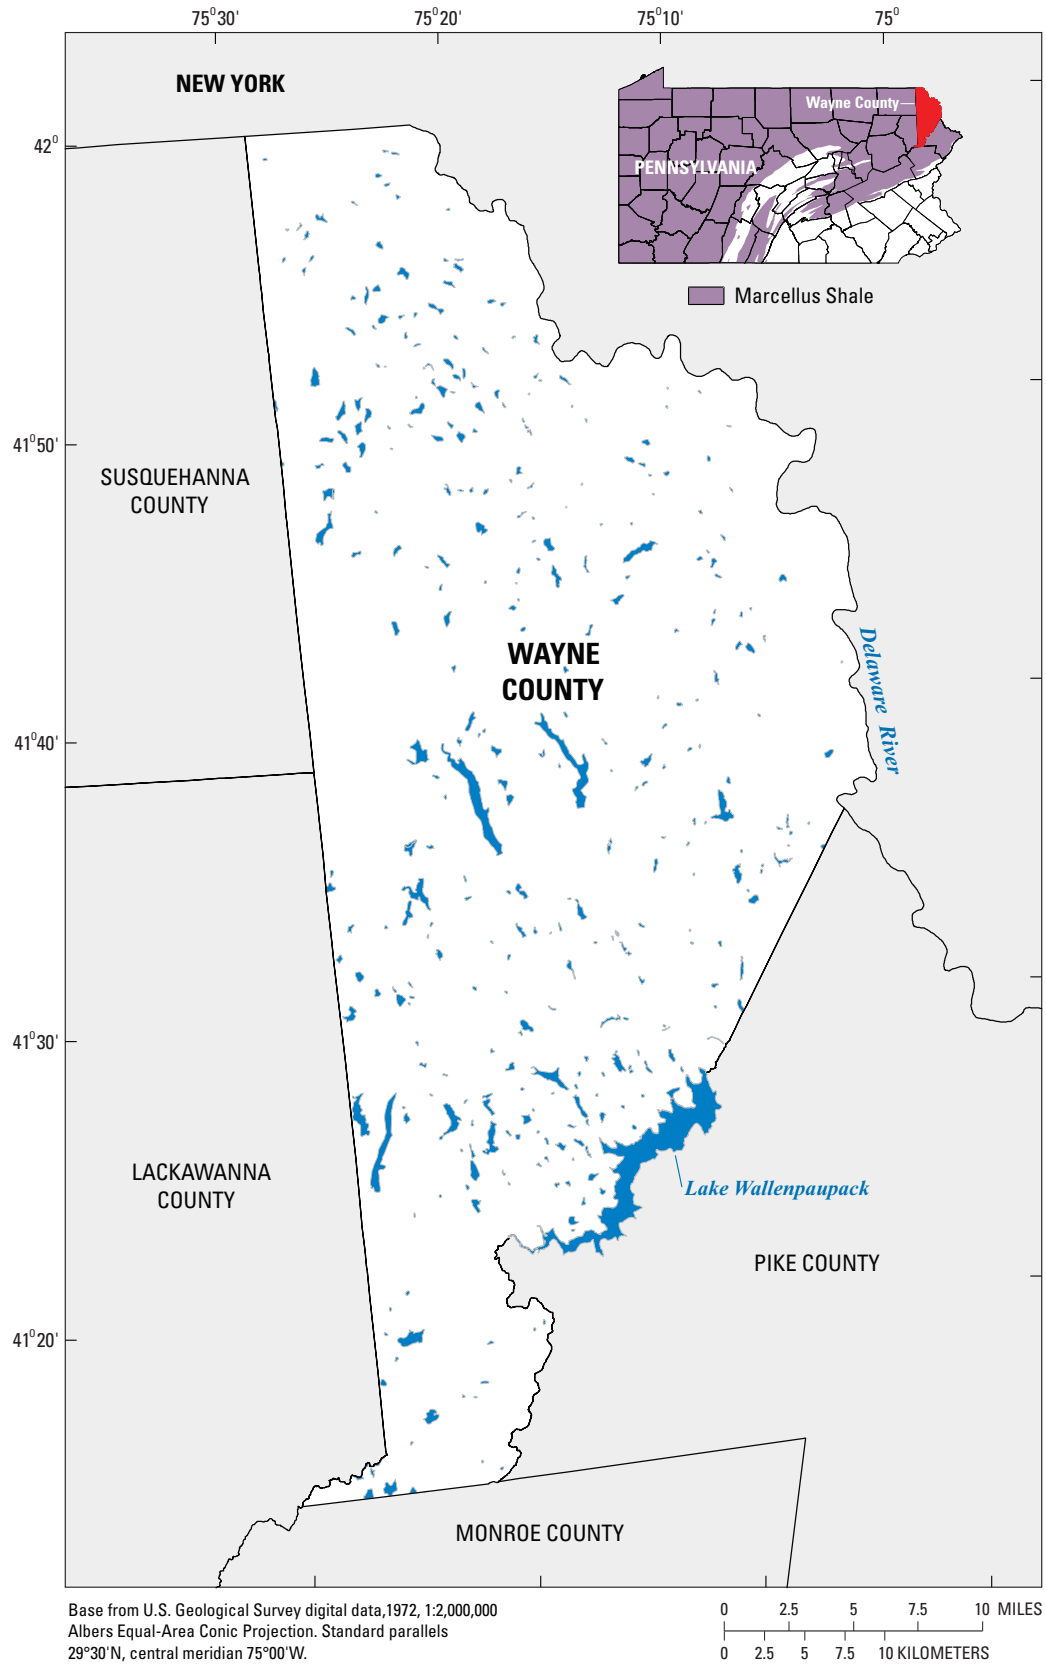 75°30' 75°20' 75°10' 75°
NEW YORK
Wayne County
42°
PENNSYLVANIA
Marcellus Shale
41°50'
SUSQUEHANNA
COUNTY
WAYNE
COUNTY
Delaware River
41°40'
41°30'
LACKAWANNA
COUNTY
Lake Wallenpaupack
PIKE COUNTY
41°20'
MONROE COUNTY
Base from U.S. Geological Survey digital data,1972, 1:2,000,000
Albers Equal-Area Conic Projection. Standard parallels
29°30'N, central meridian 75°00'W.
0 2.5 5 7.5 10 MILES
0 2.5 5 7.5 10 KILOMETERS